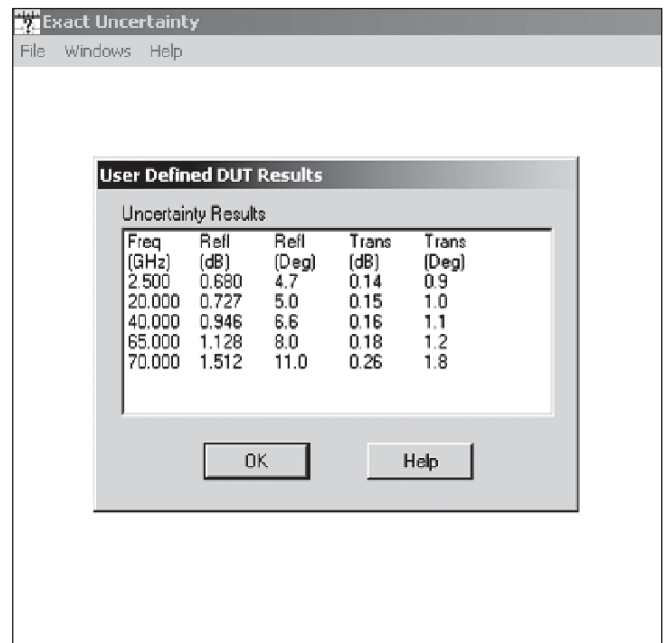 Exact Uncertainty
File Windows Help
User Defined DUT Results
Uncertainty Results
Freq Refl Refl Trans Trans
(GHz) (dB) (Deg) (dB) (Deg)
2.500 0.680 4.7 0.14 0.9
20.000 0.727 5.0 0.15 1.0
40.000 0.946 6.6 0.16 1.1
65.000 1.128 8.0 0.18 1.2
70.000 1.512 11.0 0.26 1.8
OK Help